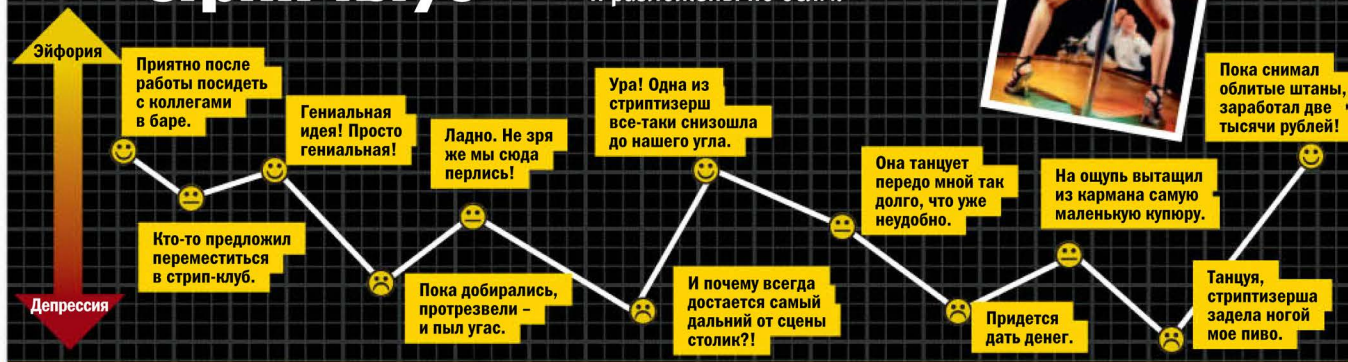 Эйфория
Приятно после
работы посидеть
с коллегами
в баре.
Кто-то предложил
переместиться
в стрип-клуб.
Гениальная
идея! Просто
гениальная!
Пока добирались,
протрезвели –
и пыл угас.
Ладно. Не зря
же мы сюда
перлись!
И почему всегда
достается самый
дальний от сцены
столик?!
Ура! Одна из
стриптизерш
все-таки снизошла
до нашего угла.
Она танцует
передо мной так
долго, что уже
неудобно.
Придется
дать денег.
На ощупь вытащил
из кармана самую
маленькую купюру.
Танцуя,
стриптизерша
задела ногой
мое пиво.
Пока снимал
облитые штаны,
заработал две
тысячи рублей!
Депрессия